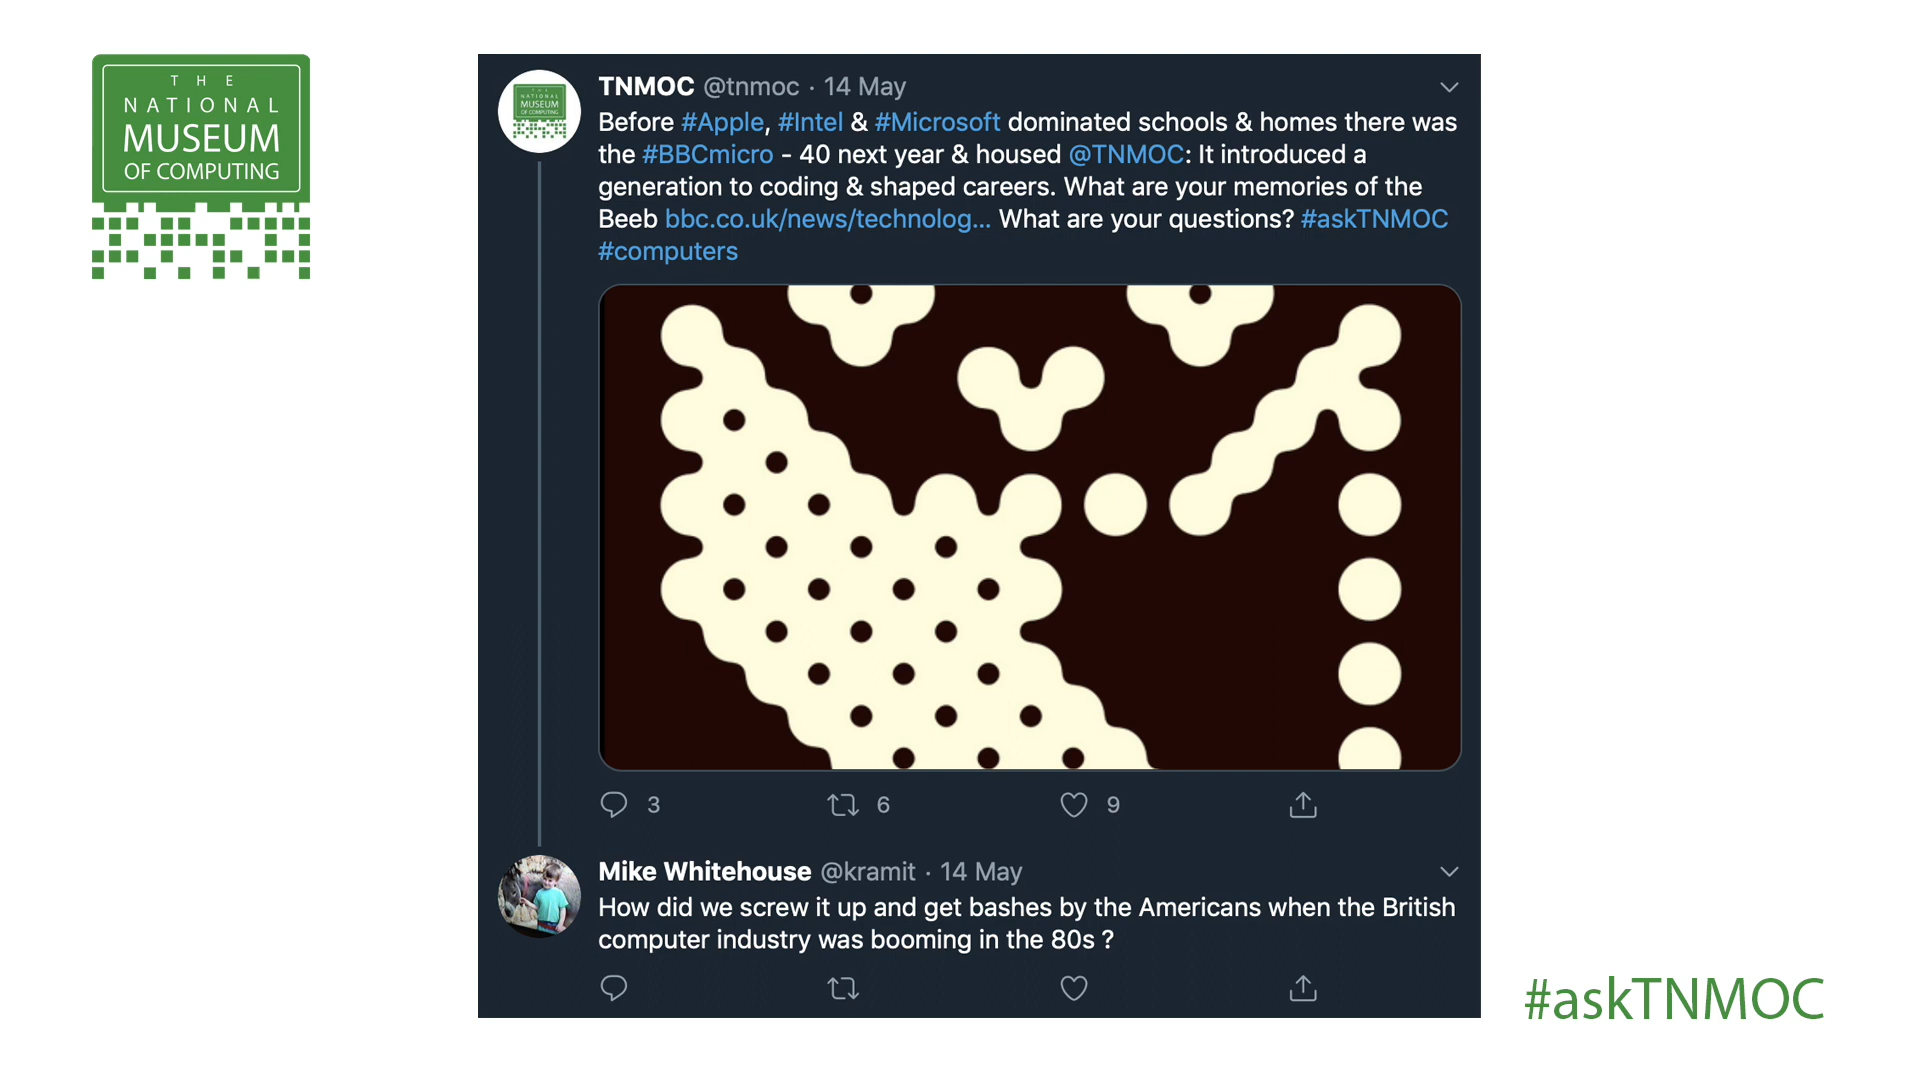 THE
NATIONAL
MUSEUM
OF COMPUTING
TNMOC @tnmoc · 14 May
Before #Apple, #Intel & #Microsoft dominated schools & homes there was
the #BBCmicro - 40 next year & housed @TNMOC: It introduced a
generation to coding & shaped careers. What are your memories of the
Beeb bbc.co.uk/news/technolog... What are your questions? #askTNMOC
#computers
3 6 9
Mike Whitehouse @kramit · 14 May
How did we screw it up and get bashes by the Americans when the British
computer industry was booming in the 80s ?
#askTNMOC